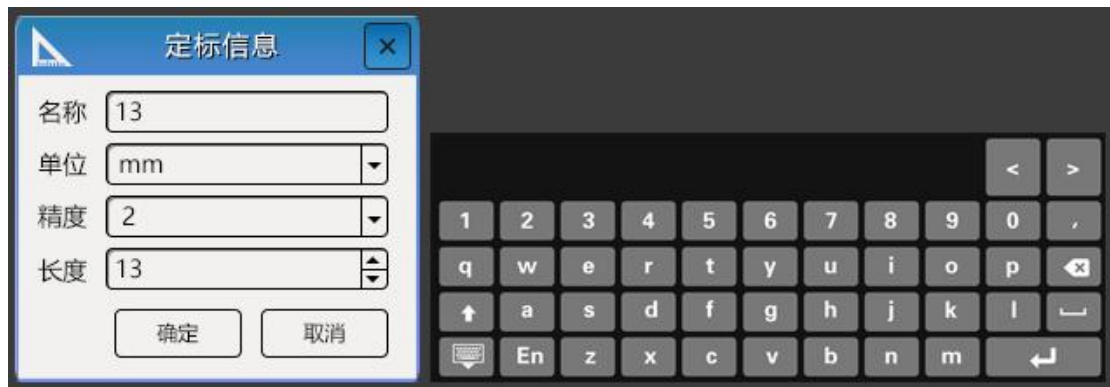 定标信息
名称 13
单位 mm
精度 2
长度 13
确定 取消
< >
1 2 3 4 5 6 7 8 9 0 ,
q w e r t y u i o p
a s d f g h j k l
En z x c v b n m